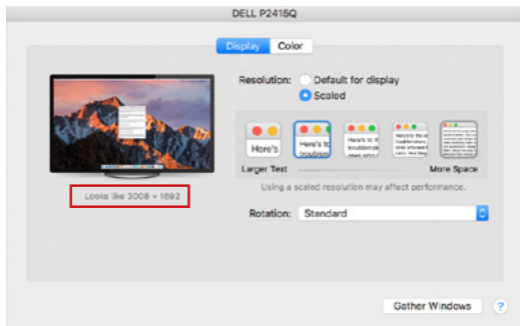 DELL P2415Q
Display Color
Resolution: Default for display
Scaled
Here's
Larger Text More Space
Using a scaled resolution may affect performance.
Looks like 3008 × 1692
Rotation: Standard
Gather Windows ?